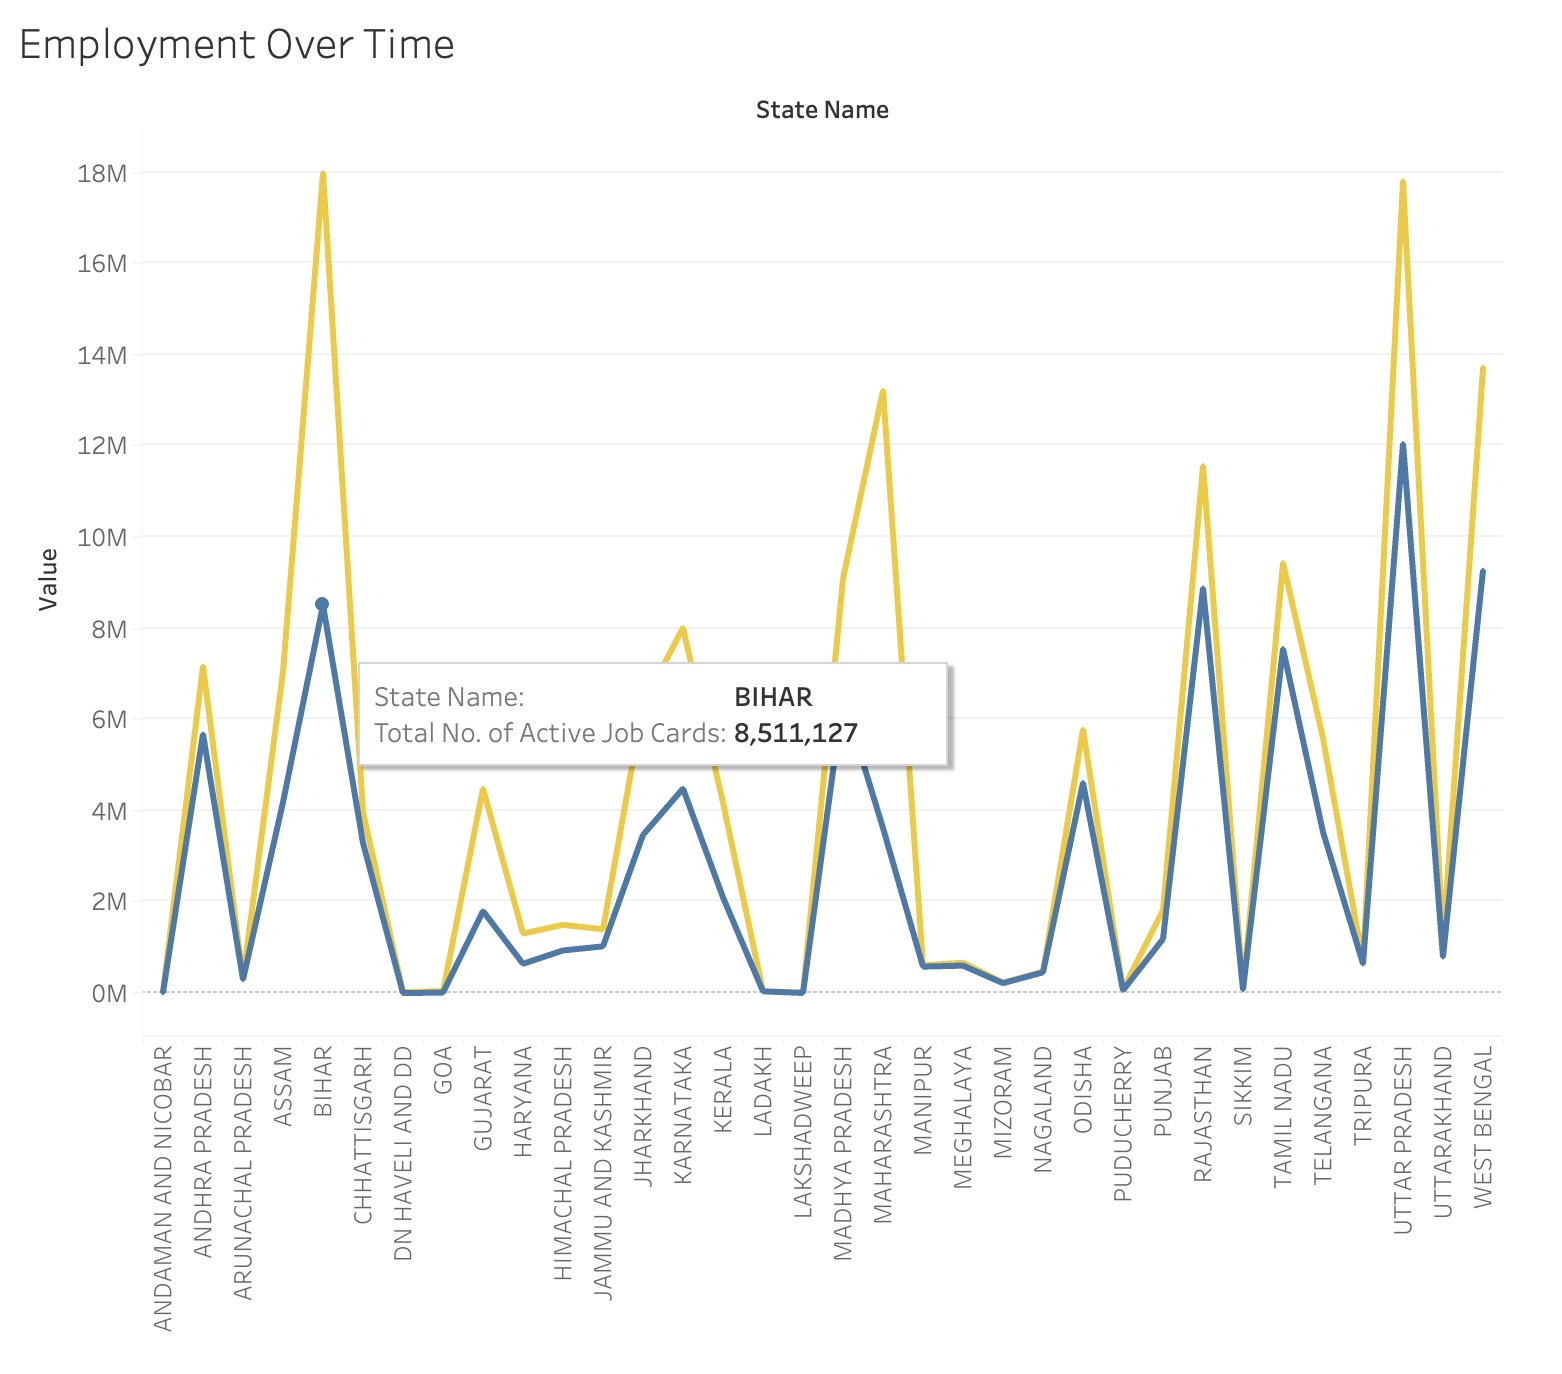 Employment Over Time
State Name
18M
16M
14M
12M
10M
8M
6M
4M
2M
0M
Value
State Name: BIHAR
Total No. of Active Job Cards: 8,511,127
ANDAMAN AND NICOBAR
ANDHRA PRADESH
ARUNACHAL PRADESH
ASSAM
BIHAR
CHHATTISGARH
DN HAVELI AND DD
GOA
GUJARAT
HARYANA
HIMACHAL PRADESH
JAMMU AND KASHMIR
JHARKHAND
KARNATAKA
KERALA
LADAKH
LAKSHADWEEP
MADHYA PRADESH
MAHARASHTRA
MANIPUR
MEGHALAYA
MIZORAM
NAGALAND
ODISHA
PUDUCHERRY
PUNJAB
RAJASTHAN
SIKKIM
TAMIL NADU
TELANGANA
TRIPURA
UTTAR PRADESH
UTTARAKHAND
WEST BENGAL